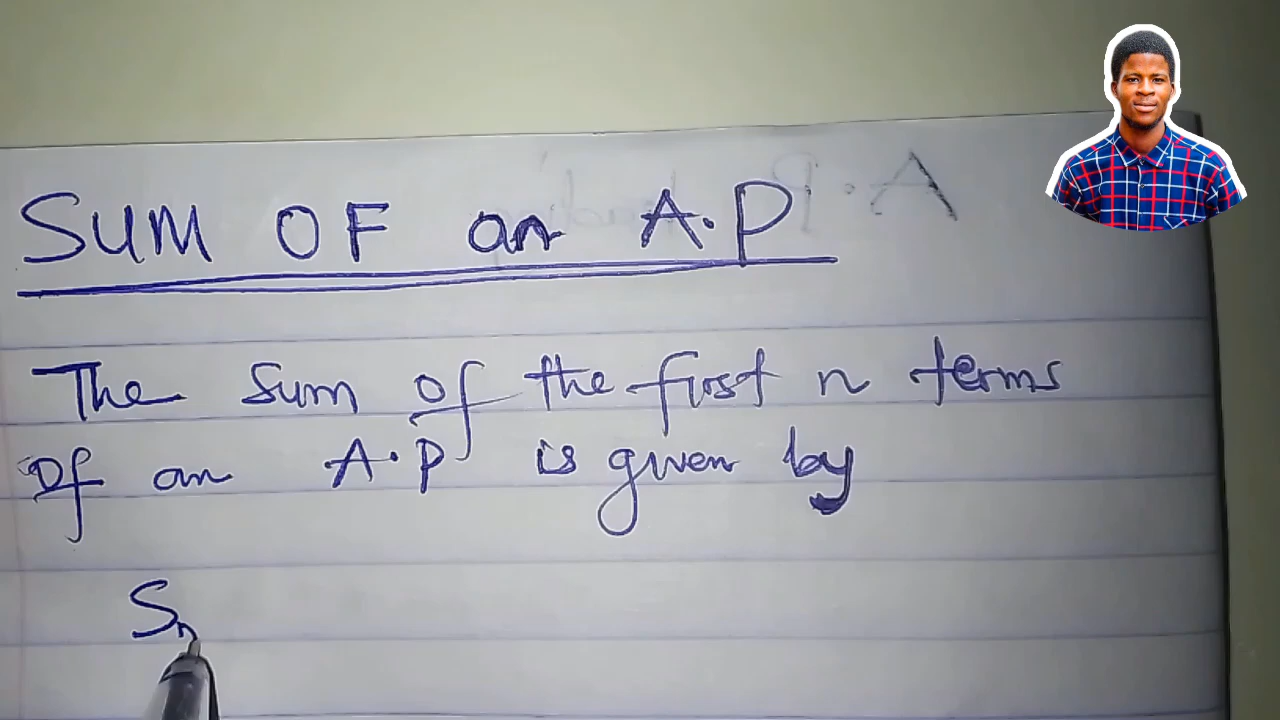 SUM OF an A.P
The Sum of the first n terms
Of an A.P is given by
Sn